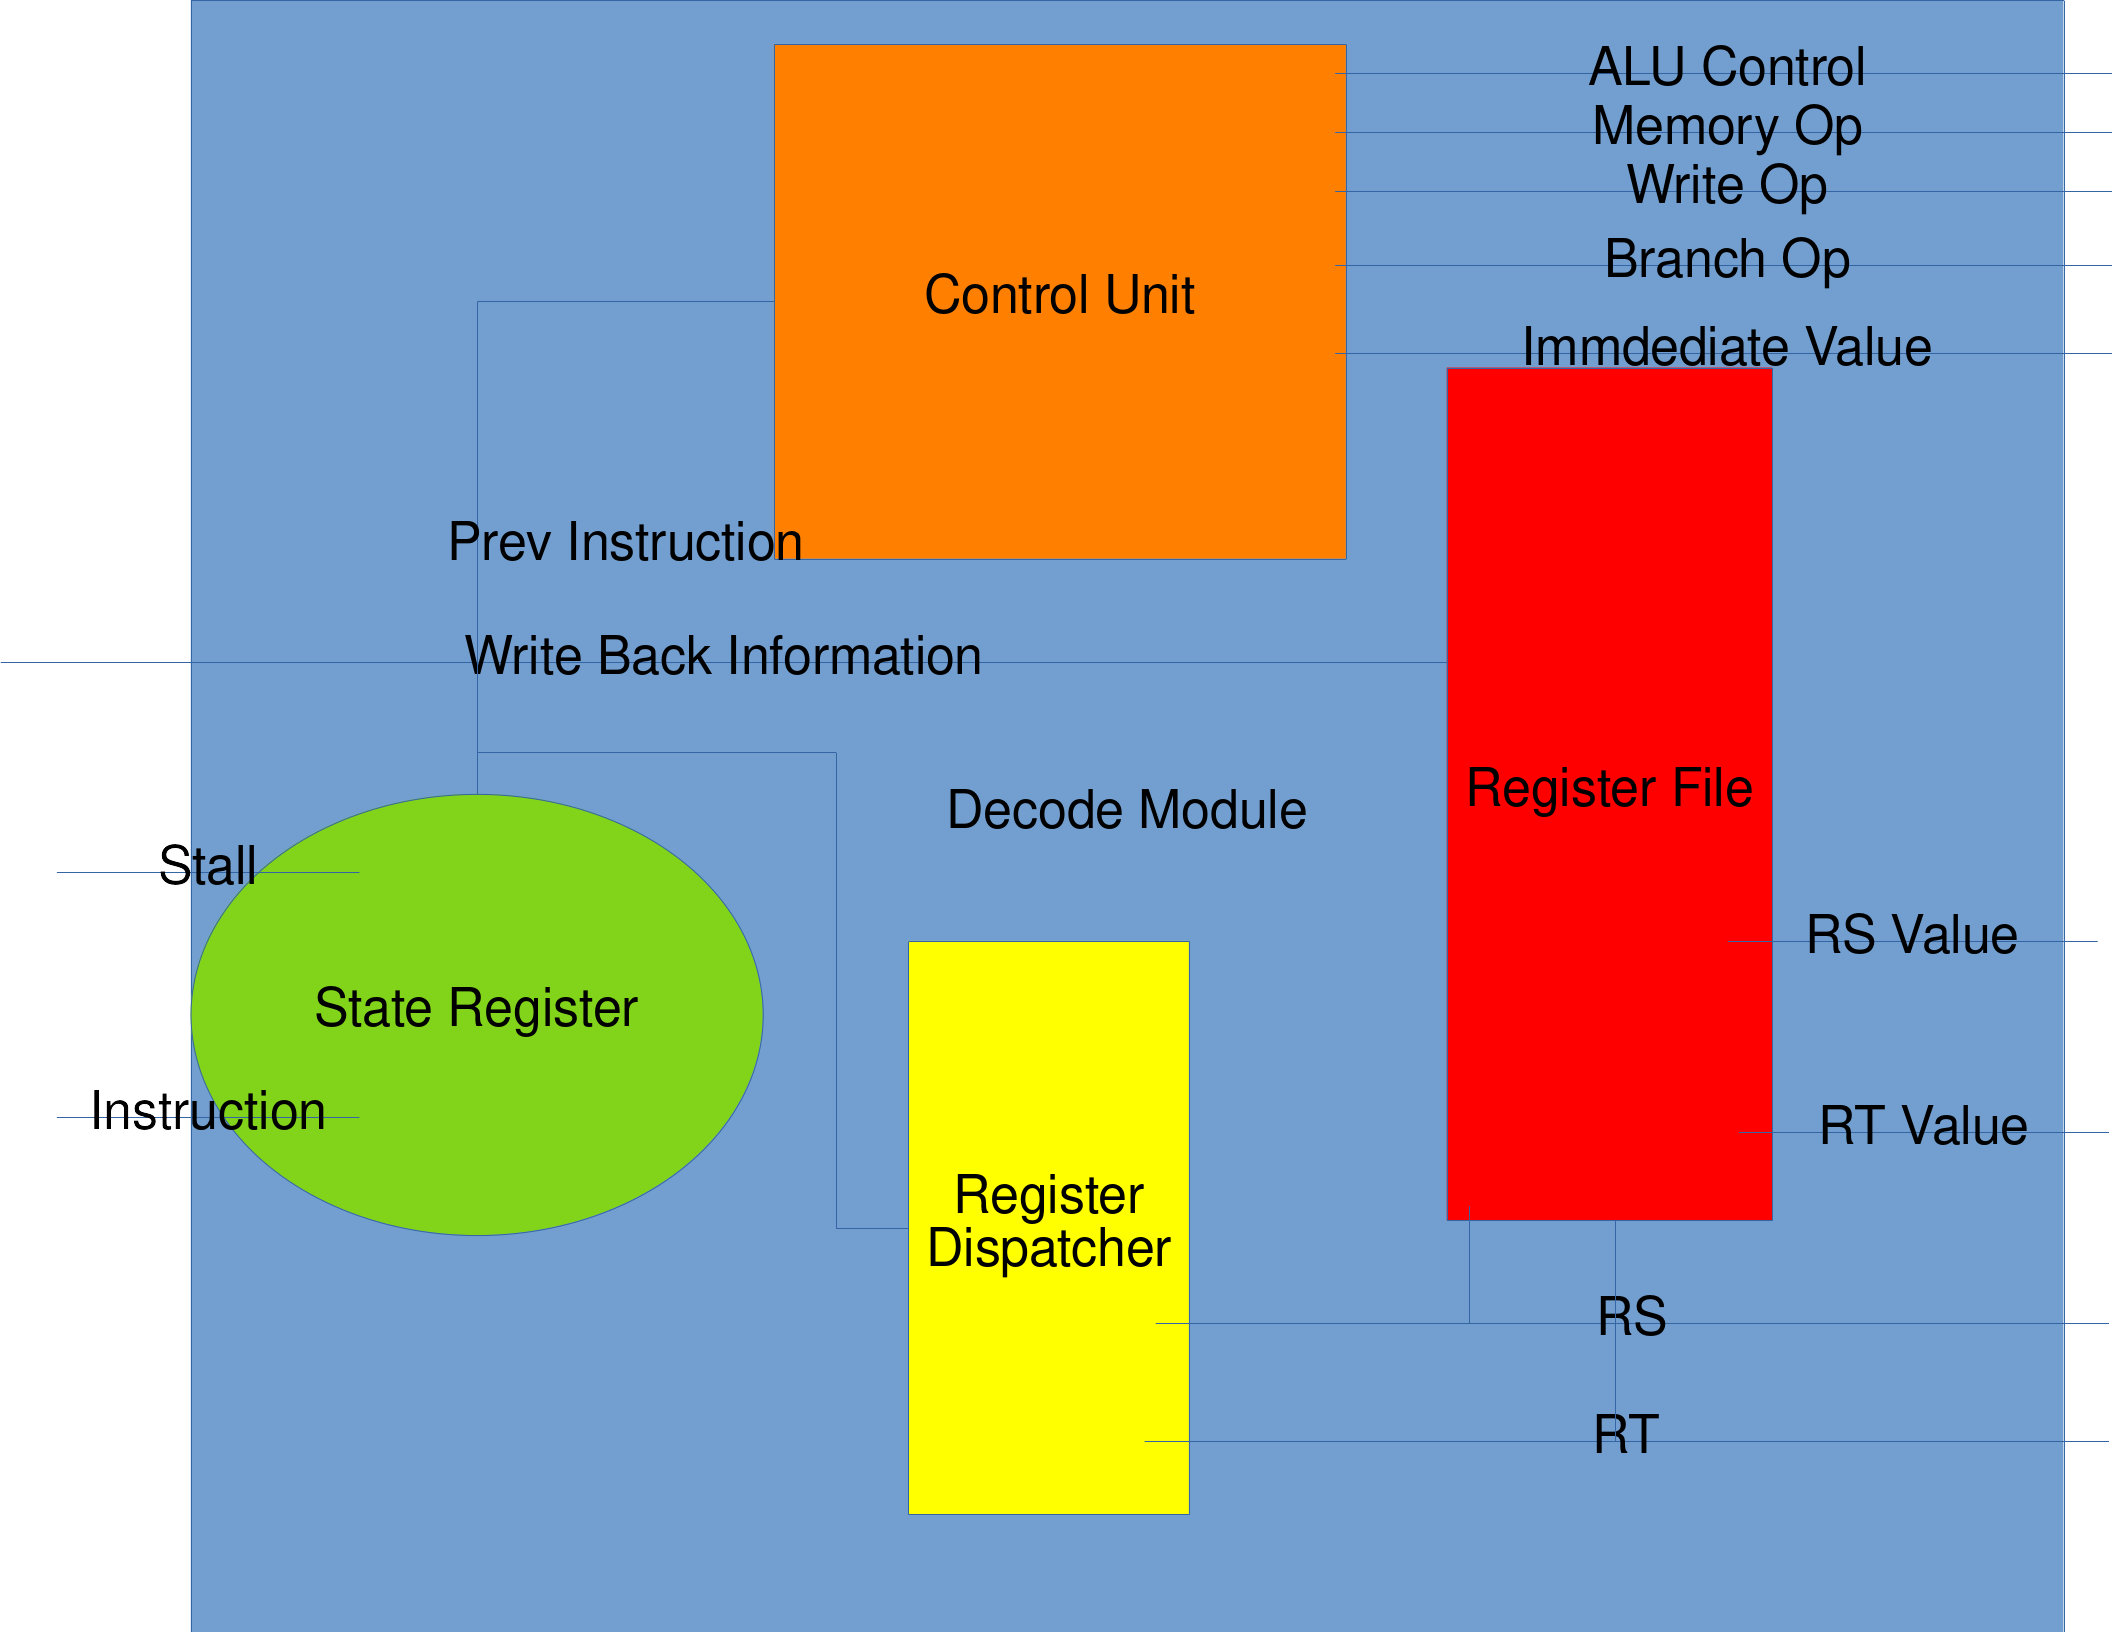 ALU Control
Memory Op
Write Op
Branch Op
Control Unit
Immdediate Value
Prev Instruction
Write Back Information
Register File
Decode Module
Stall
RS Value
State Register
Instruction
RT Value
Register
Dispatcher
RS
RT